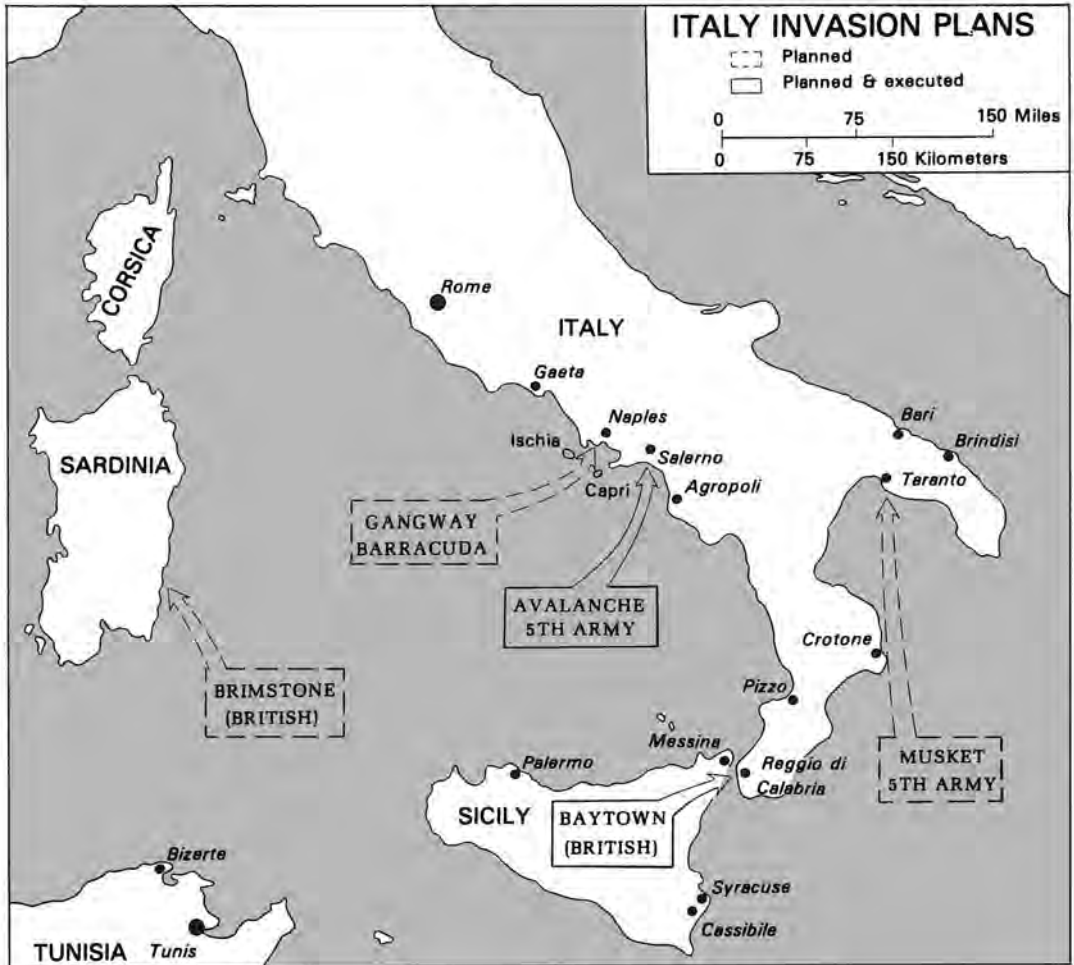 ITALY INVASION PLANS
Planned
Planned & executed
0 75 150 Miles
0 75 150 Kilometers
CORSICA
Rome
ITALY
Gaeta
Naples
Bari
Ischia
Brindisi
SARDINIA
Salerno
Capri
Taranto
Agropoli
GANGWAY
BARRACUDA
AVALANCHE
5TH ARMY
Crotone
BRIMSTONE
(BRITISH)
Pizzo
Messina
MUSKET
5TH ARMY
Palermo
Reggio di
Calabria
SICILY
BAYTOWN
(BRITISH)
Bizerte
Syracuse
Cassibile
TUNISIA
Tunis